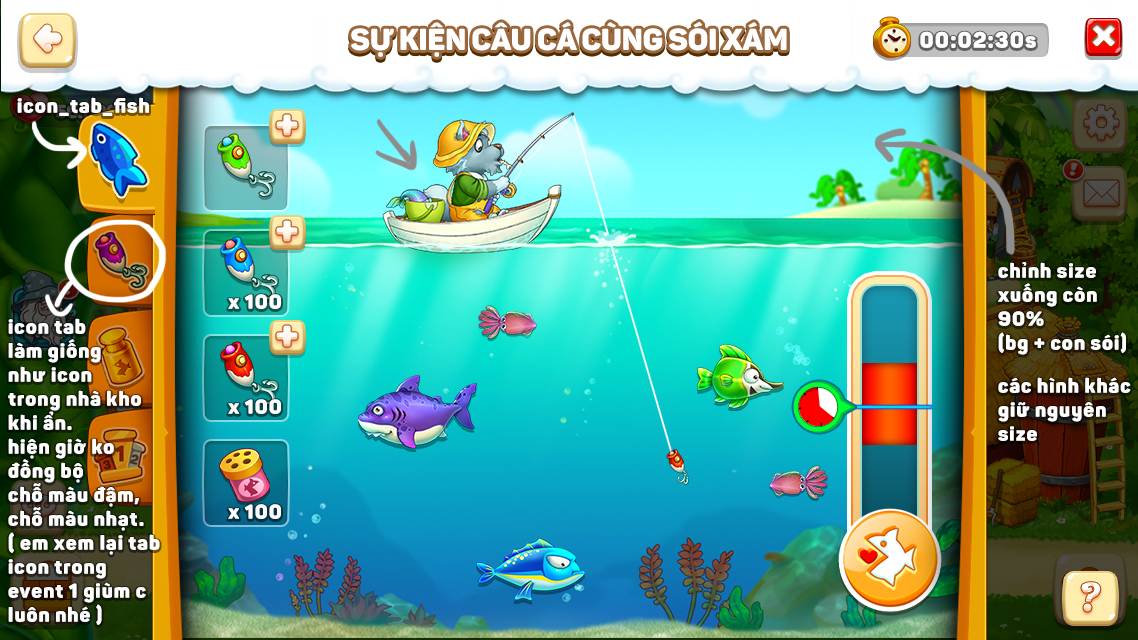 SỰ KIỆN CÂU CÁ CÙNG SÓI XÁM
00:02:30s
icon_tab_fish
x 100
x 100
x 100
icon tab
làm giống
như icon
trong nhà kho
khi ấn.
hiện giờ ko
đồng bộ
chỗ màu đậm,
chỗ màu nhạt.
( em xem lại tab
icon trong
event 1 giùm c
luôn nhé )
chỉnh size
xuống còn
90%
(bg + con sói)
các hình khác
giữ nguyên
size
!
1
2
?